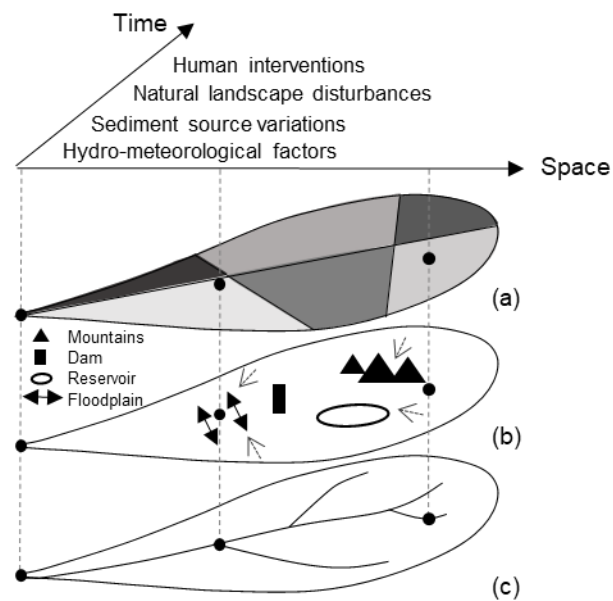 Time
Human interventions
Natural landscape disturbances
Sediment source variations
Hydro-meteorological factors
Space
(a)
Mountains
Dam
Reservoir
Floodplain
(b)
(c)